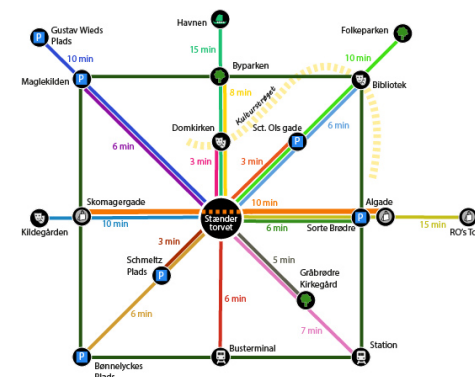 Havnen
Gustav Wieds
Plads
Folkeparken
15 min
10 min
10 min
Maglekilden
Byparken
Bibliotek
8 min
Kulturstrøget
Domkirken
Sct. Ols gade
6 min
6 min
3 min
3 min
Skomagergade
10 min
Algade
Stænder
torvet
Kildegården
10 min
6 min
Sorte Brødre
15 min
RO's To
3 min
5 min
Schmeltz
Plads
Gråbrødre
Kirkegård
6 min
6 min
7 min
Bønnelyckes
Plads
Busterminal
Station